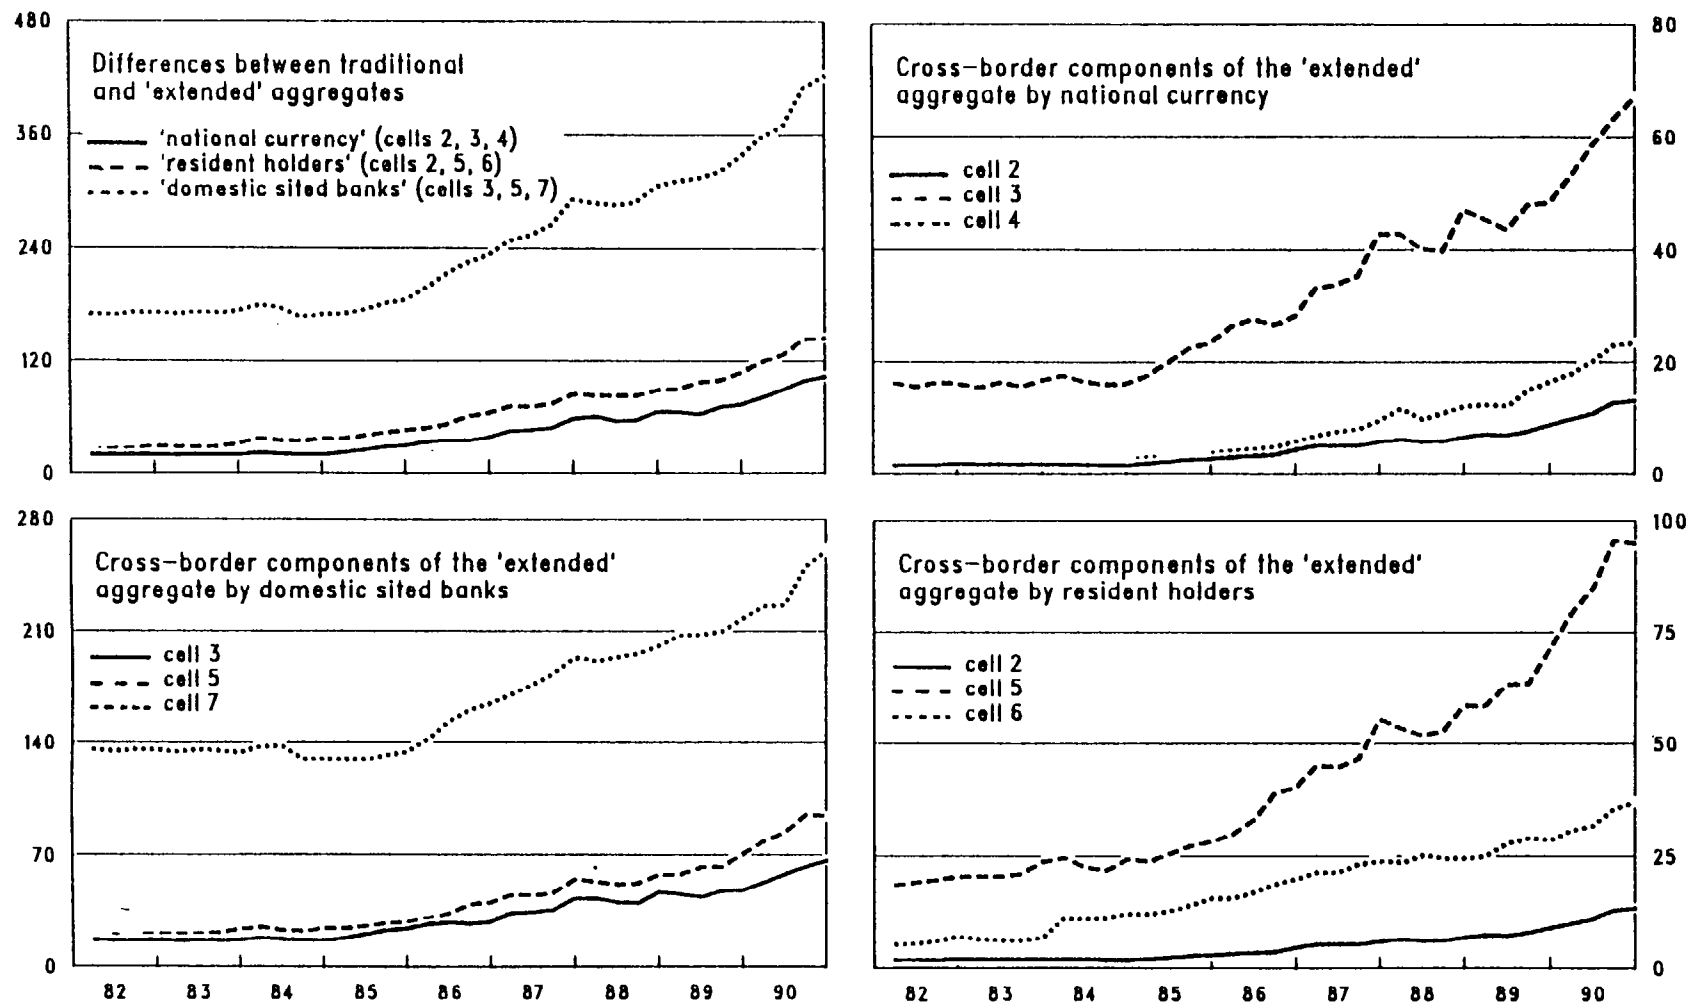 480
360
240
120
0
Differences between traditional
and 'extended' aggregates
'national currency' (cells 2, 3, 4)
'resident holders' (cells 2, 5, 6)
'domestic sited banks' (cells 3, 5, 7)
Cross-border components of the 'extended'
aggregate by national currency
cell 2
cell 3
cell 4
80
60
40
20
0
280
210
140
70
0
Cross-border components of the 'extended'
aggregate by domestic sited banks
cell 3
cell 5
cell 7
82 83 84 85 86 87 88 89 90
Cross-border components of the 'extended'
aggregate by resident holders
cell 2
cell 5
cell 6
100
75
50
25
0
82 83 84 85 86 87 88 89 90